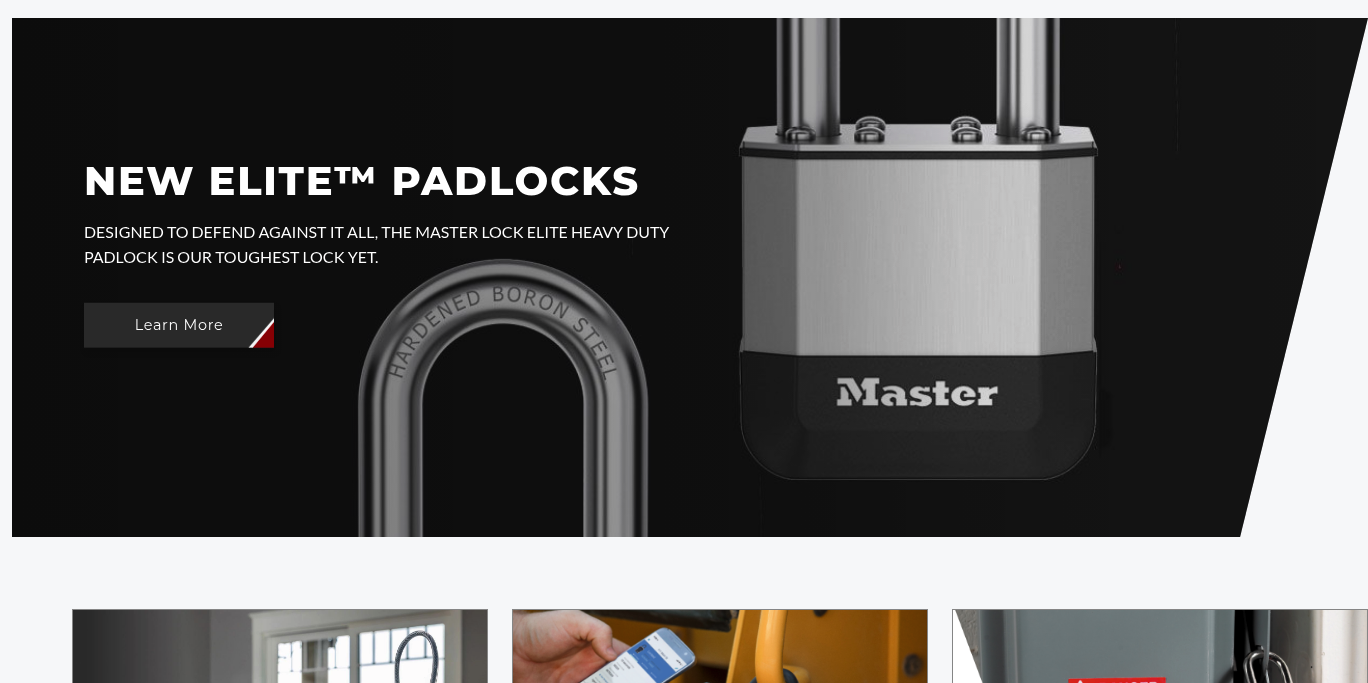 NEW ELITE™ PADLOCKS
DESIGNED TO DEFEND AGAINST IT ALL, THE MASTER LOCK ELITE HEAVY DUTY
PADLOCK IS OUR TOUGHEST LOCK YET.
Learn More
HARDENED BORON STEEL
Master